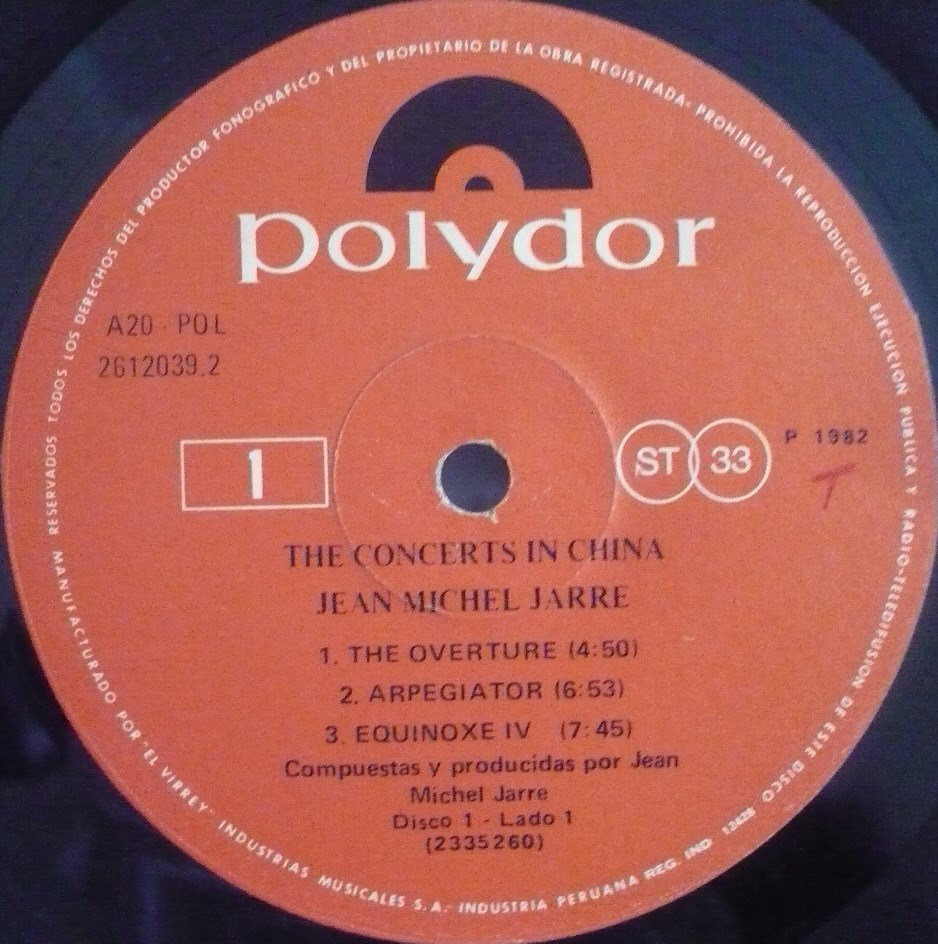 MANUFACTURADO POR "EL VIRREY" INDUSTRIAS MUSICALES S.A.- INDUSTRIA PERUANA REG. IND 12428
RESERVADOS TODOS LOS DERECHOS DEL PRODUCTOR FONOGRAFICO Y DEL PROPIETARIO DE LA OBRA REGISTRADA- PROHIBIDA LA REPRODUCCION EJECUCION PUBLICA Y RADIO-TELEDIFUSION DE ESTE DISCO
polydor
A20 - POL
2612039.2
1
ST 33
P 1982
T
THE CONCERTS IN CHINA
JEAN MICHEL JARRE
1. THE OVERTURE (4:50)
2. ARPEGIATOR (6:53)
3. EQUINOXE IV (7:45)
Compuestas y producidas por Jean
Michel Jarre
Disco 1 - Lado 1
(2335260)